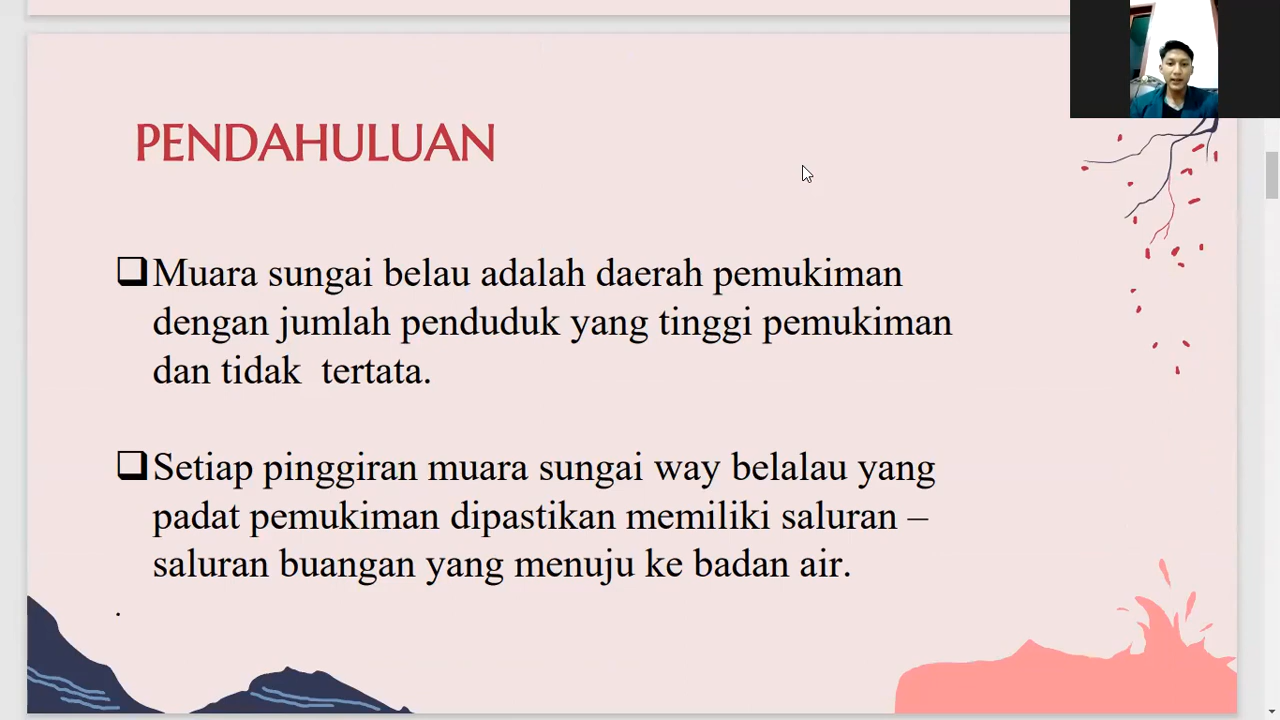 PENDAHULUAN
❑Muara sungai belau adalah daerah pemukiman
dengan jumlah penduduk yang tinggi pemukiman
dan tidak  tertata.
❑Setiap pinggiran muara sungai way belalau yang
padat pemukiman dipastikan memiliki saluran –
saluran buangan yang menuju ke badan air.
.